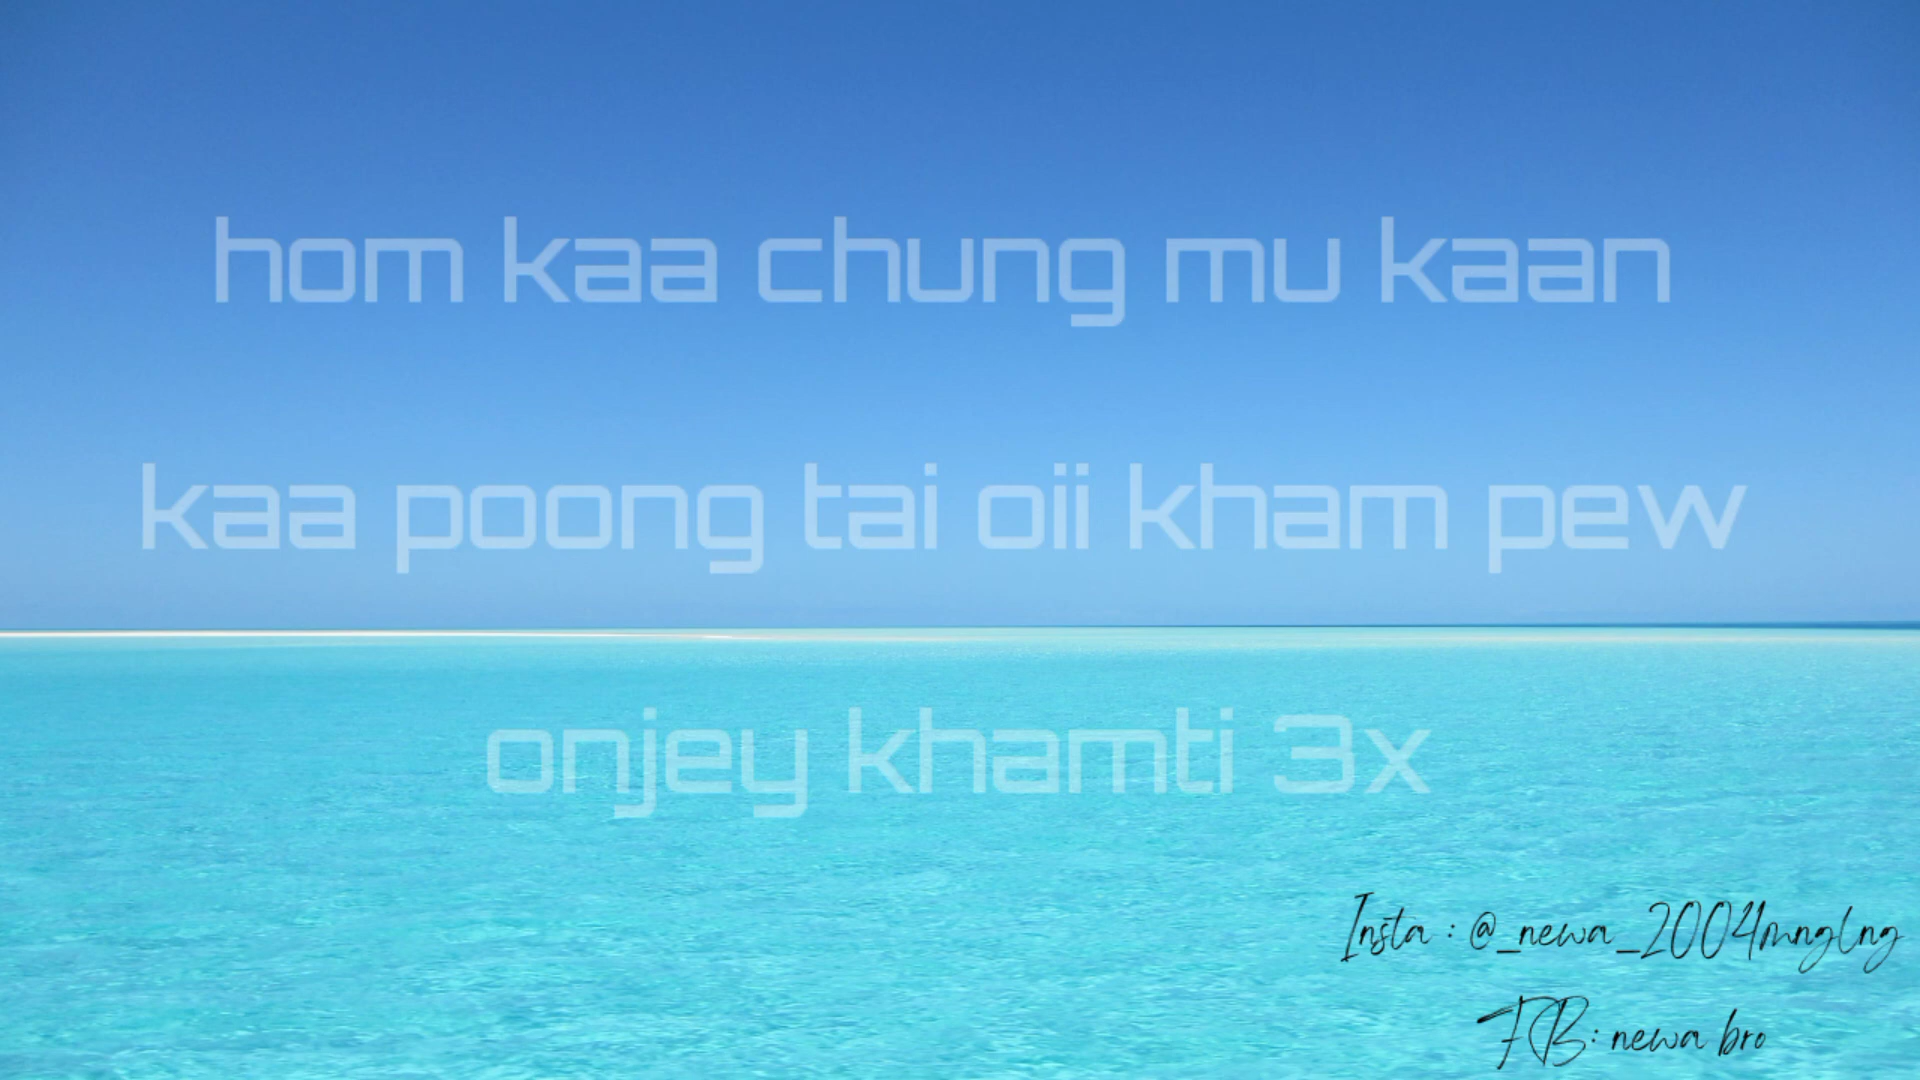 hom kaa chung mu kaan
kaa poong tai oii kham pew
onjey khamti 3x
Insta : @_newa_2004mnglng
FB: newa bro